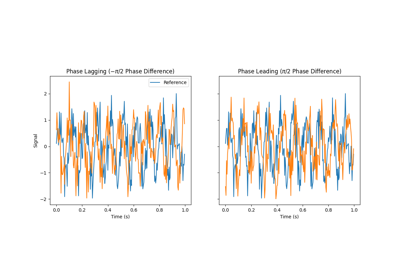 Phase Lagging (−π/2 Phase Difference)
Reference
Signal
2
1
0
−1
−2
0.0
0.2
0.4
0.6
0.8
1.0
Time (s)
Phase Leading (π/2 Phase Difference)
0.0
0.2
0.4
0.6
0.8
1.0
Time (s)